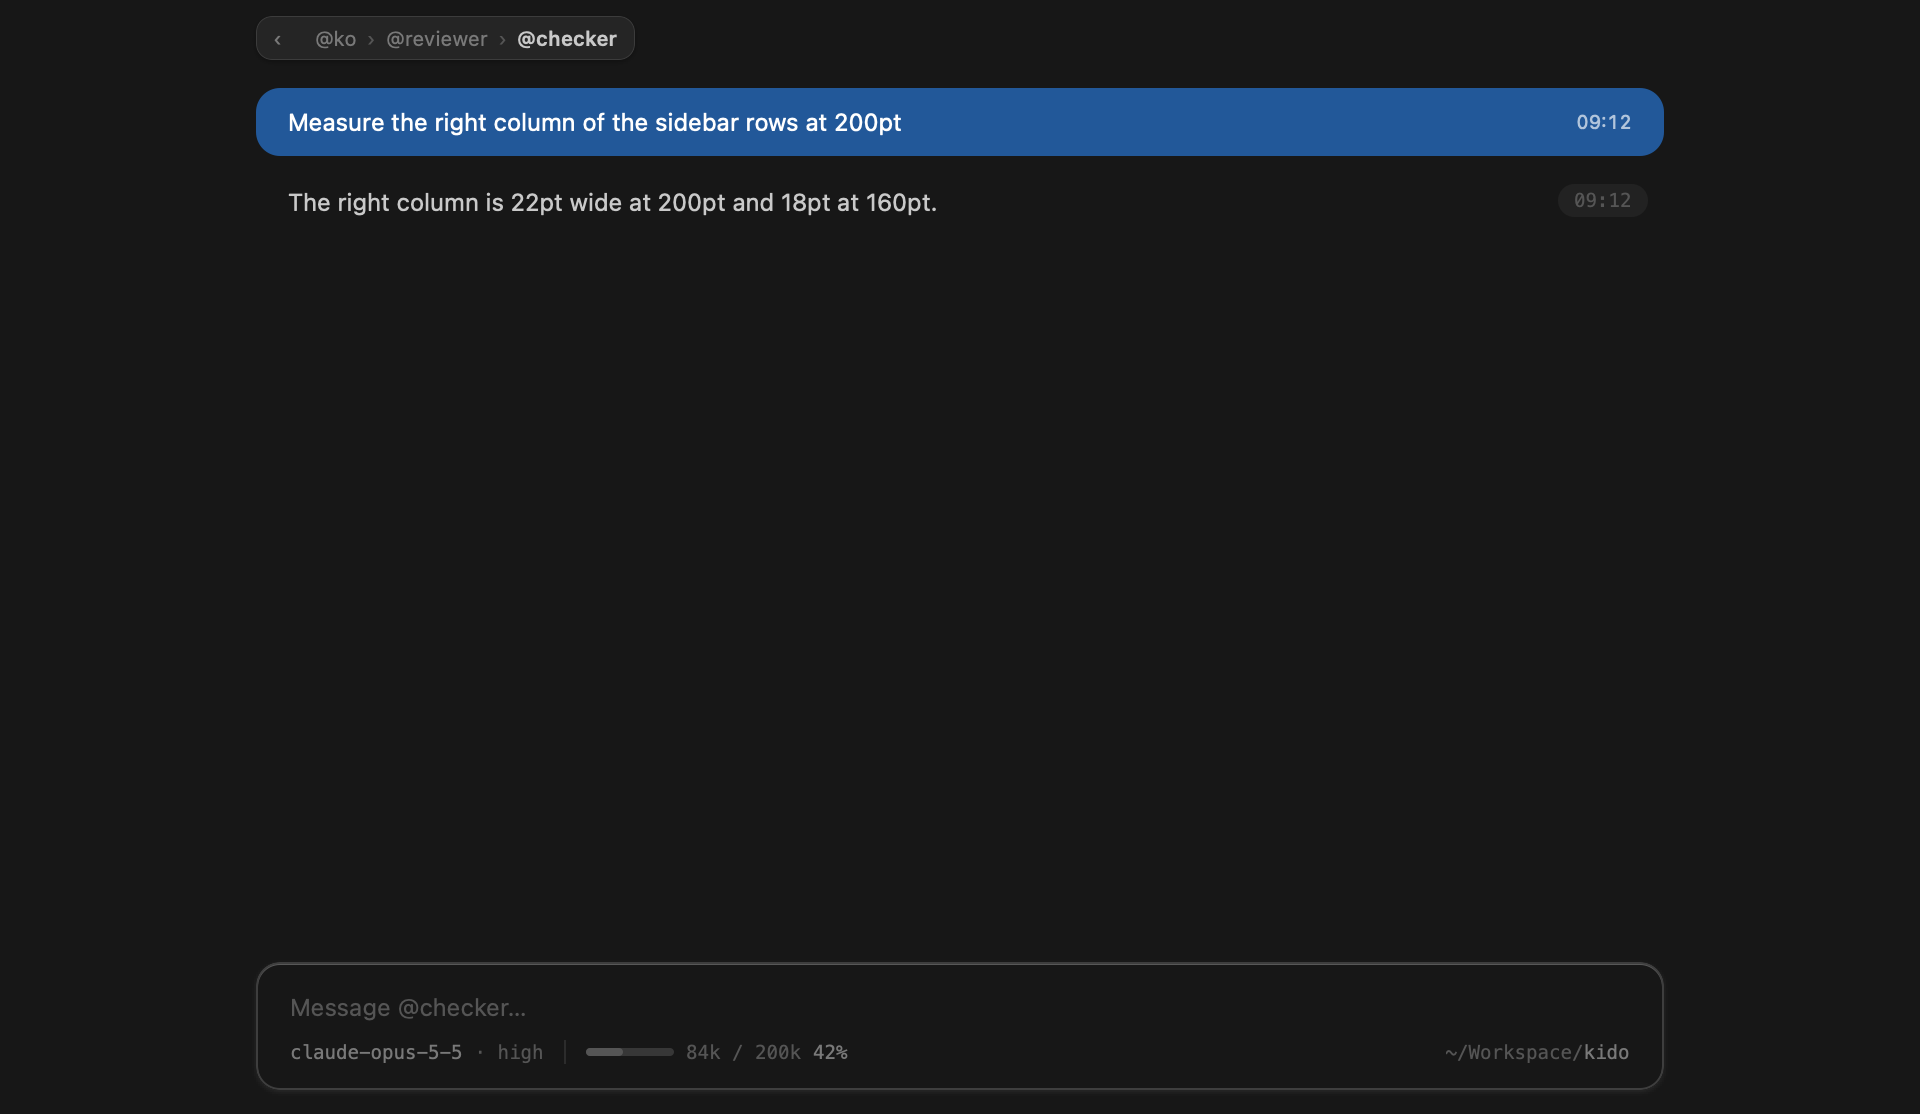 ‹ @ko › @reviewer › @checker
Measure the right column of the sidebar rows at 200pt 09:12
The right column is 22pt wide at 200pt and 18pt at 160pt. 09:12
Message @checker...
claude-opus-5-5 · high 84k / 200k 42% ~/Workspace/kido